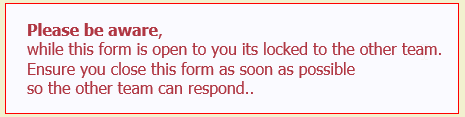 Please be aware,
while this form is open to you its locked to the other team.
Ensure you close this form as soon as possible
so the other team can respond..